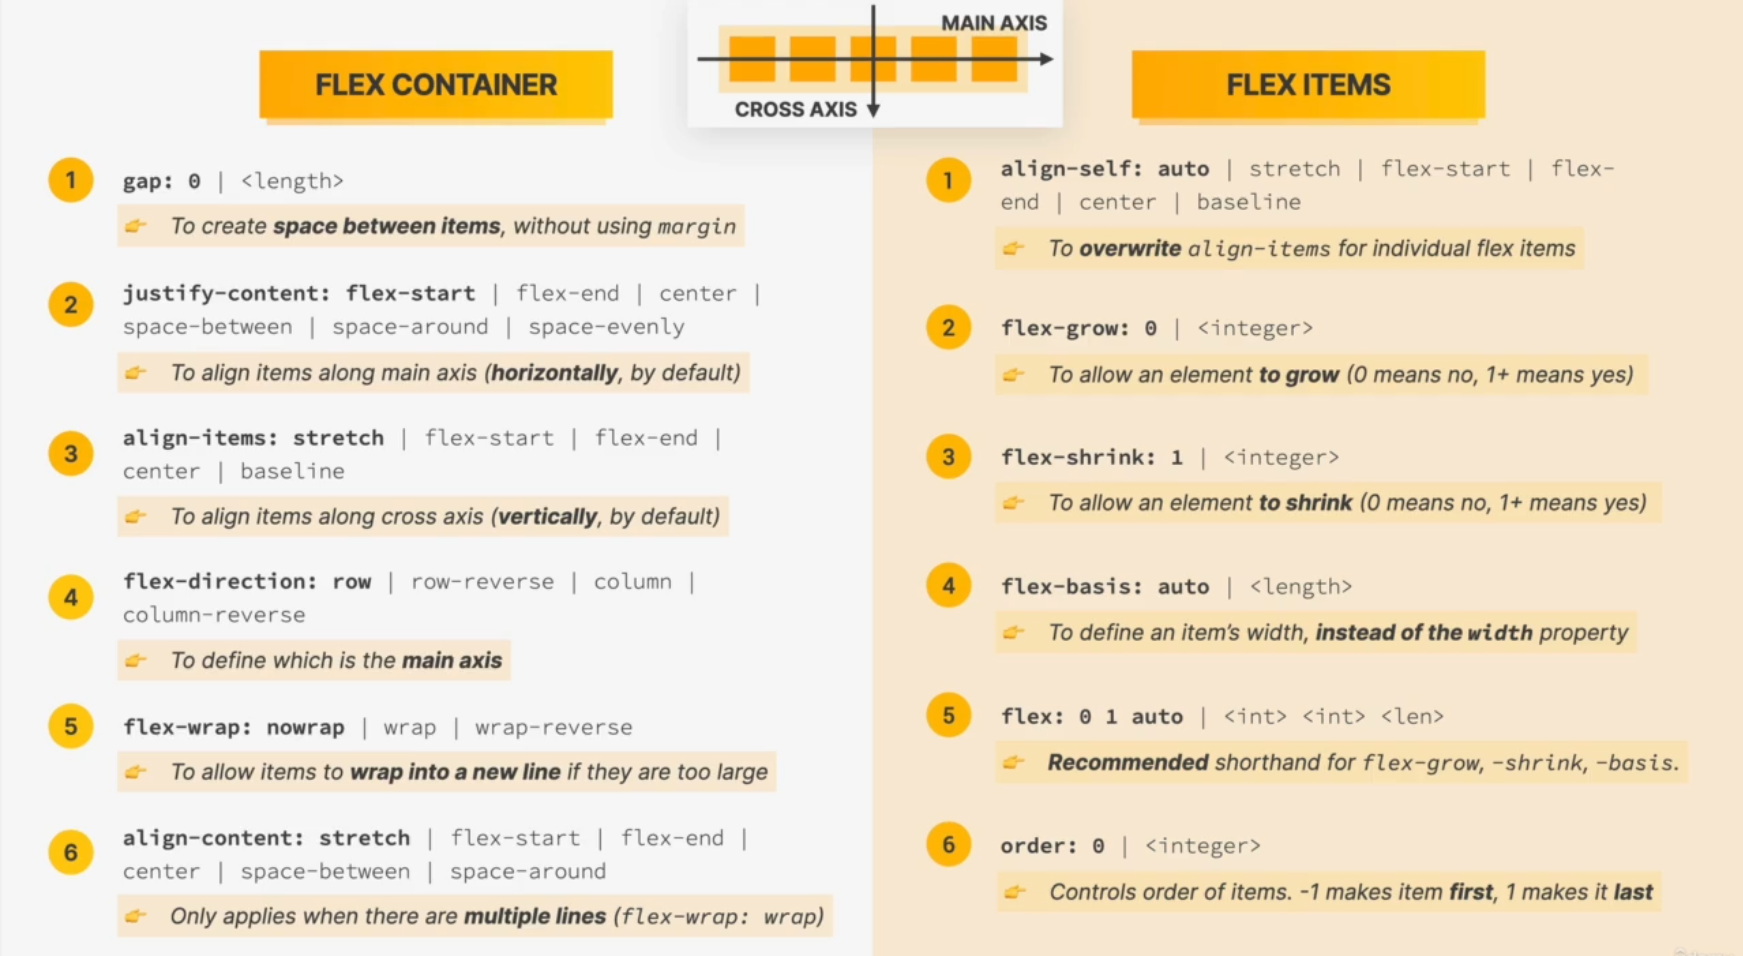 MAIN AXIS
CROSS AXIS
FLEX CONTAINER
1
gap: 0 | <length>
To create space between items, without using margin
2
justify-content: flex-start | flex-end | center |
space-between | space-around | space-evenly
To align items along main axis (horizontally, by default)
3
align-items: stretch | flex-start | flex-end |
center | baseline
To align items along cross axis (vertically, by default)
4
flex-direction: row | row-reverse | column |
column-reverse
To define which is the main axis
5
flex-wrap: nowrap | wrap | wrap-reverse
To allow items to wrap into a new line if they are too large
6
align-content: stretch | flex-start | flex-end |
center | space-between | space-around
Only applies when there are multiple lines (flex-wrap: wrap)
FLEX ITEMS
1
align-self: auto | stretch | flex-start | flex-
end | center | baseline
To overwrite align-items for individual flex items
2
flex-grow: 0 | <integer>
To allow an element to grow (0 means no, 1+ means yes)
3
flex-shrink: 1 | <integer>
To allow an element to shrink (0 means no, 1+ means yes)
4
flex-basis: auto | <length>
To define an item’s width, instead of the width property
5
flex: 0 1 auto | <int> <int> <len>
Recommended shorthand for flex-grow, -shrink, -basis.
6
order: 0 | <integer>
Controls order of items. -1 makes item first, 1 makes it last